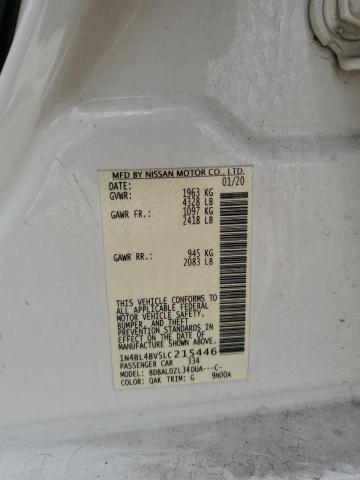 MFD BY NISSAN MOTOR CO., LTD.
DATE: 01/20
GVWR: 1963 KG
4328 LB
GAWR FR.: 1097 KG
2418 LB
GAWR RR.: 945 KG
2083 LB
THIS VEHICLE CONFORMS TO ALL
APPLICABLE FEDERAL
MOTOR VEHICLE SAFETY,
BUMPER, AND THEFT
PREVENTION STANDARDS IN
EFFECT ON THE DATE OF
MANUFACTURE SHOWN ABOVE.
1N4BL4BV5LC215446
PASSENGER CAR 334
MODEL: BDBALDZL34DUA---C-
COLOR: QAK TRIM: G 9N00A